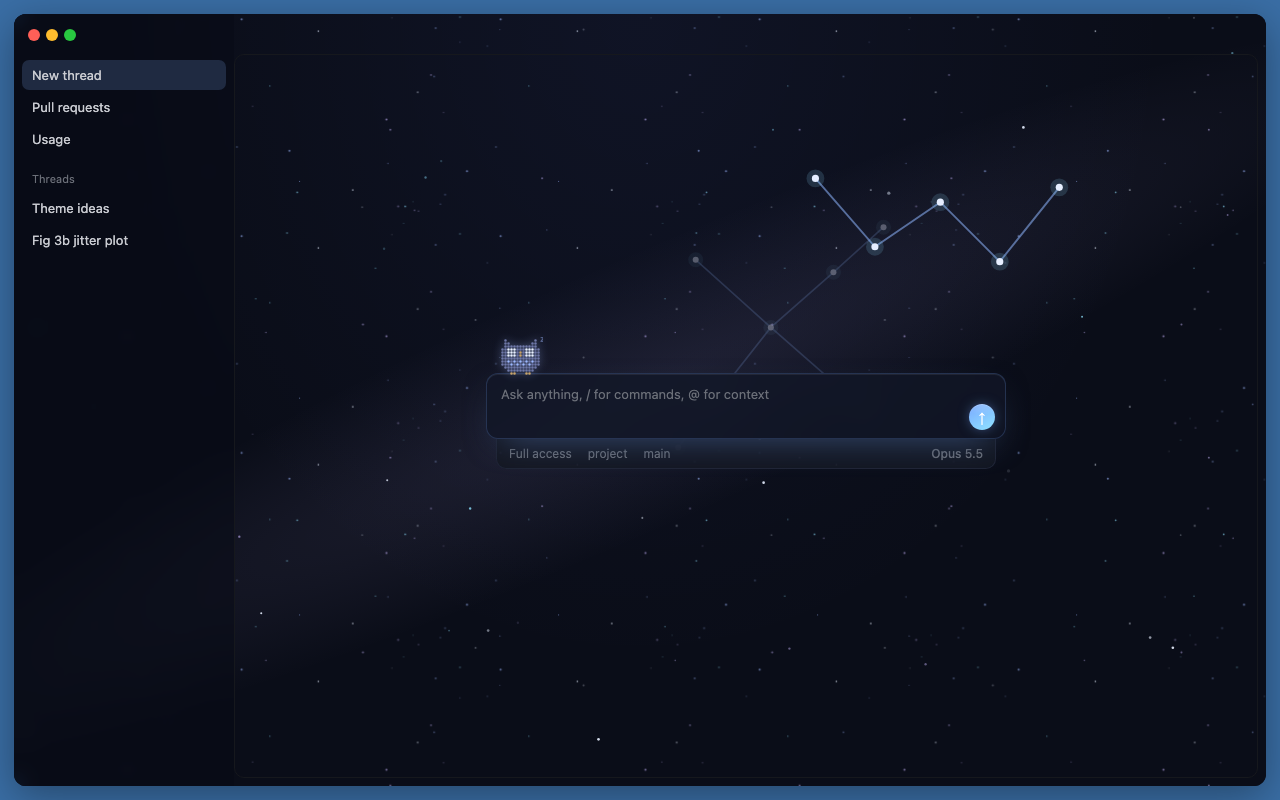 New thread
Pull requests
Usage
Threads
Theme ideas
Fig 3b jitter plot
Ask anything, / for commands, @ for context
Full access project main Opus 5.5